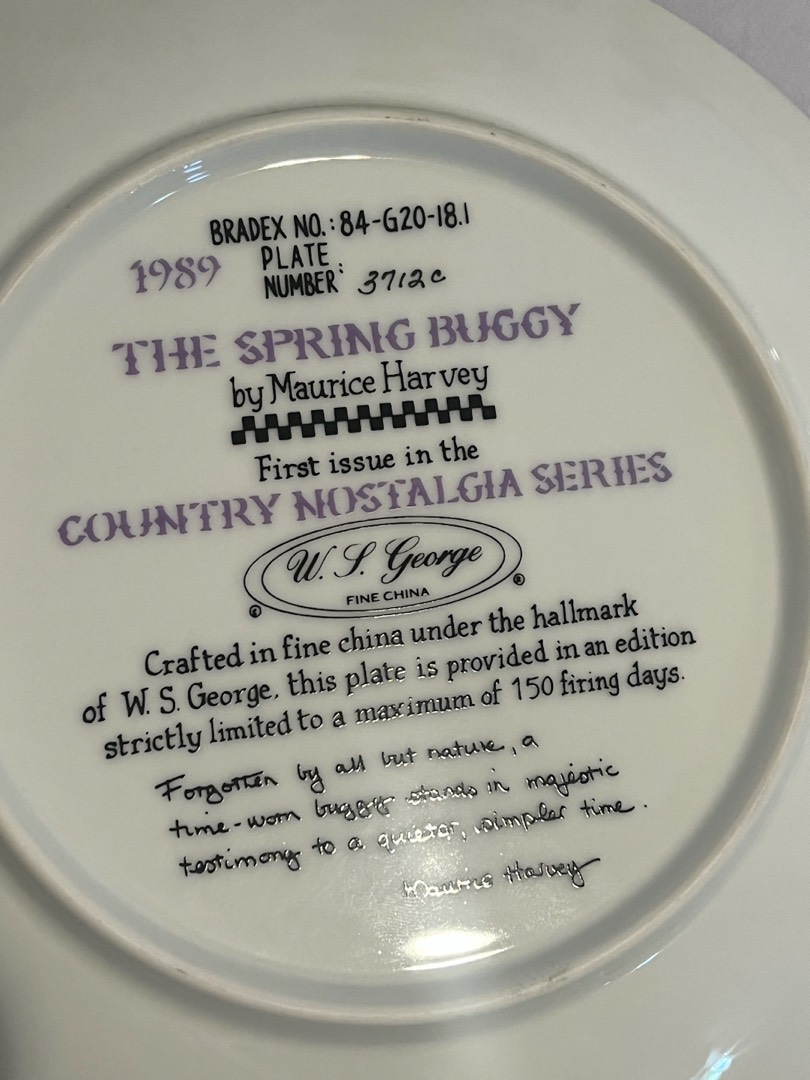 BRADEX NO.: 84-G20-18.1
1989 PLATE
NUMBER: 3712c
THE SPRING BUGGY
by Maurice Harvey
First issue in the
COUNTRY NOSTALGIA SERIES
W. S. George
FINE CHINA
Crafted in fine china under the hallmark
of W. S. George, this plate is provided in an edition
strictly limited to a maximum of 150 firing days.
Forgotten by all but nature, a
time-worn buggy stands in majestic
testimony to a quieter, simpler time.
Maurice Harvey